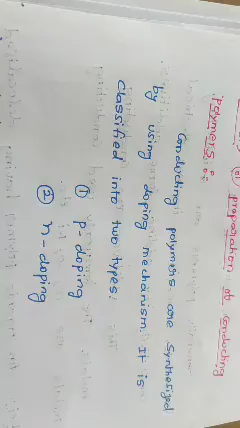 (or) preparation of conducting
Polymers :-
Conducting polymers are synthesized
by using doping mechanism. It is
classified into two types:
① p-doping
② n-doping